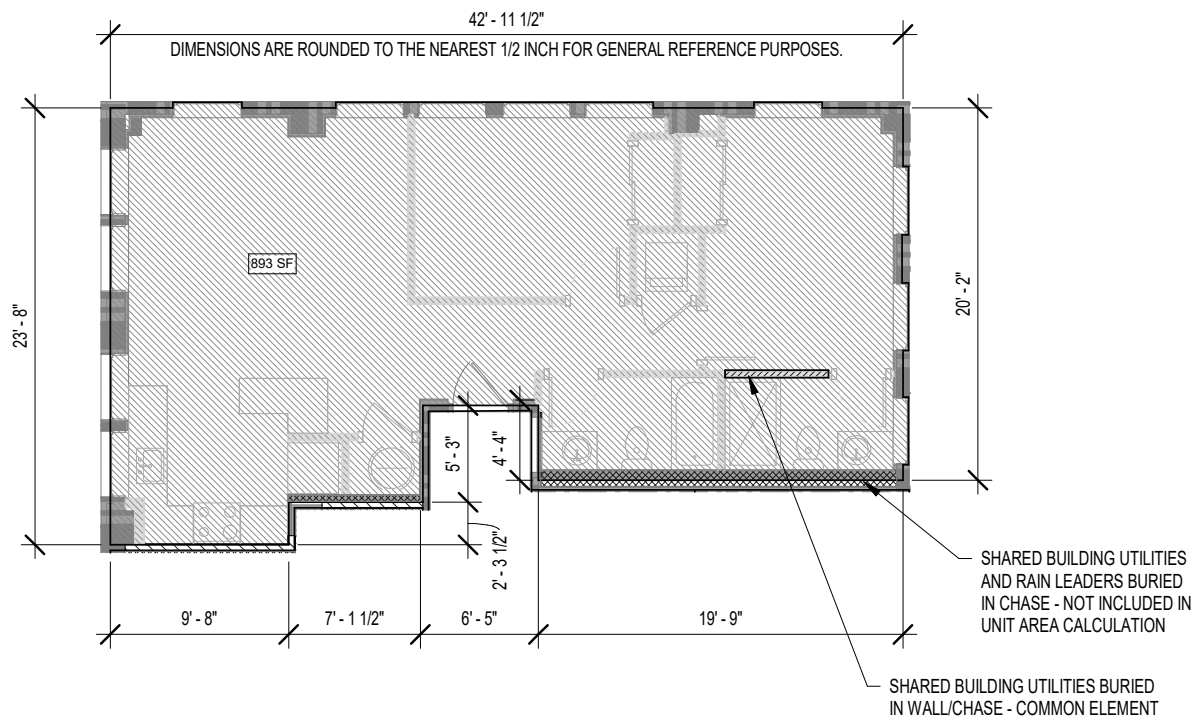 42' - 11 1/2"
DIMENSIONS ARE ROUNDED TO THE NEAREST 1/2 INCH FOR GENERAL REFERENCE PURPOSES.
893 SF
23' - 8"
20' - 2"
5' - 3"
4' - 4"
2' - 3 1/2"
9' - 8"
7' - 1 1/2"
6' - 5"
19' - 9"
SHARED BUILDING UTILITIES
AND RAIN LEADERS BURIED
IN CHASE - NOT INCLUDED IN
UNIT AREA CALCULATION
SHARED BUILDING UTILITIES BURIED
IN WALL/CHASE - COMMON ELEMENT